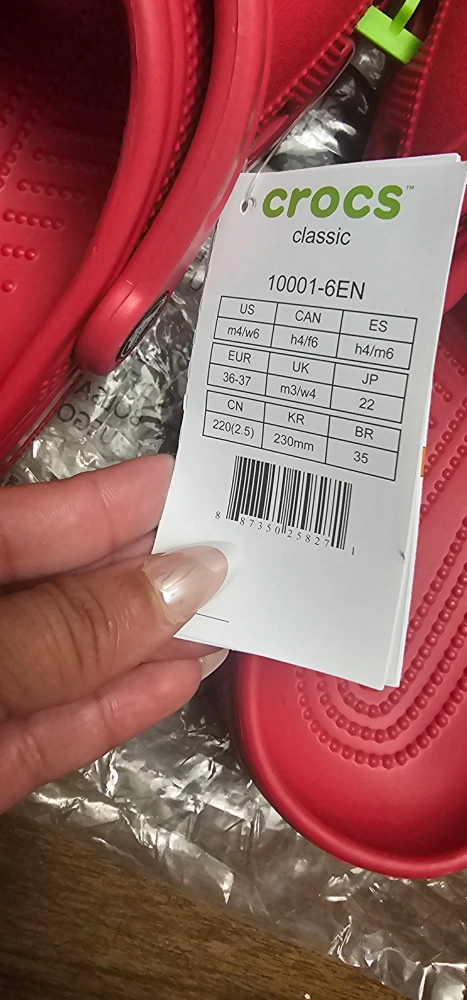 crocs™
classic
10001-6EN
US CAN ES
m4/w6 h4/f6 h4/m6
EUR UK JP
36-37 m3/w4 22
CN KR BR
220(2.5) 230mm 35
8 87350 25827 1